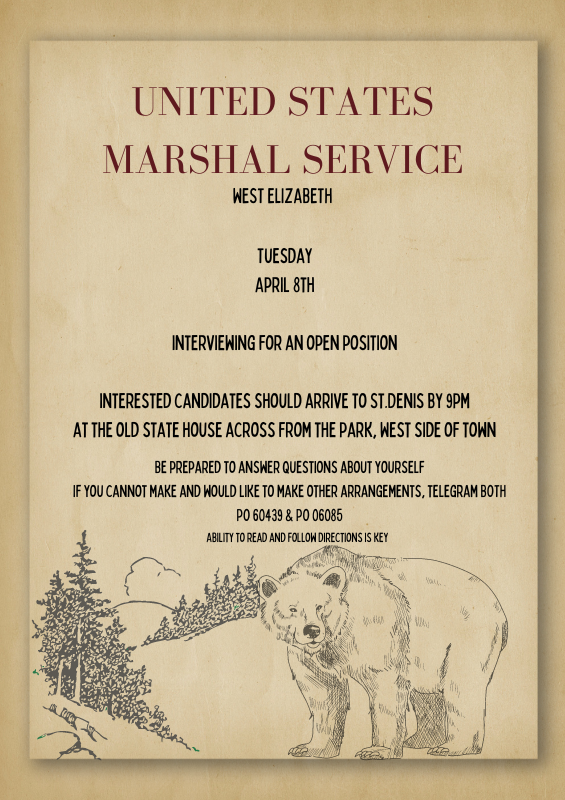 UNITED STATES
MARSHAL SERVICE
WEST ELIZABETH
TUESDAY
APRIL 8TH
INTERVIEWING FOR AN OPEN POSITION
INTERESTED CANDIDATES SHOULD ARRIVE TO ST.DENIS BY 9PM
AT THE OLD STATE HOUSE ACROSS FROM THE PARK, WEST SIDE OF TOWN
BE PREPARED TO ANSWER QUESTIONS ABOUT YOURSELF
IF YOU CANNOT MAKE AND WOULD LIKE TO MAKE OTHER ARRANGEMENTS, TELEGRAM BOTH
PO 60439 & PO 06085
ABILITY TO READ AND FOLLOW DIRECTIONS IS KEY